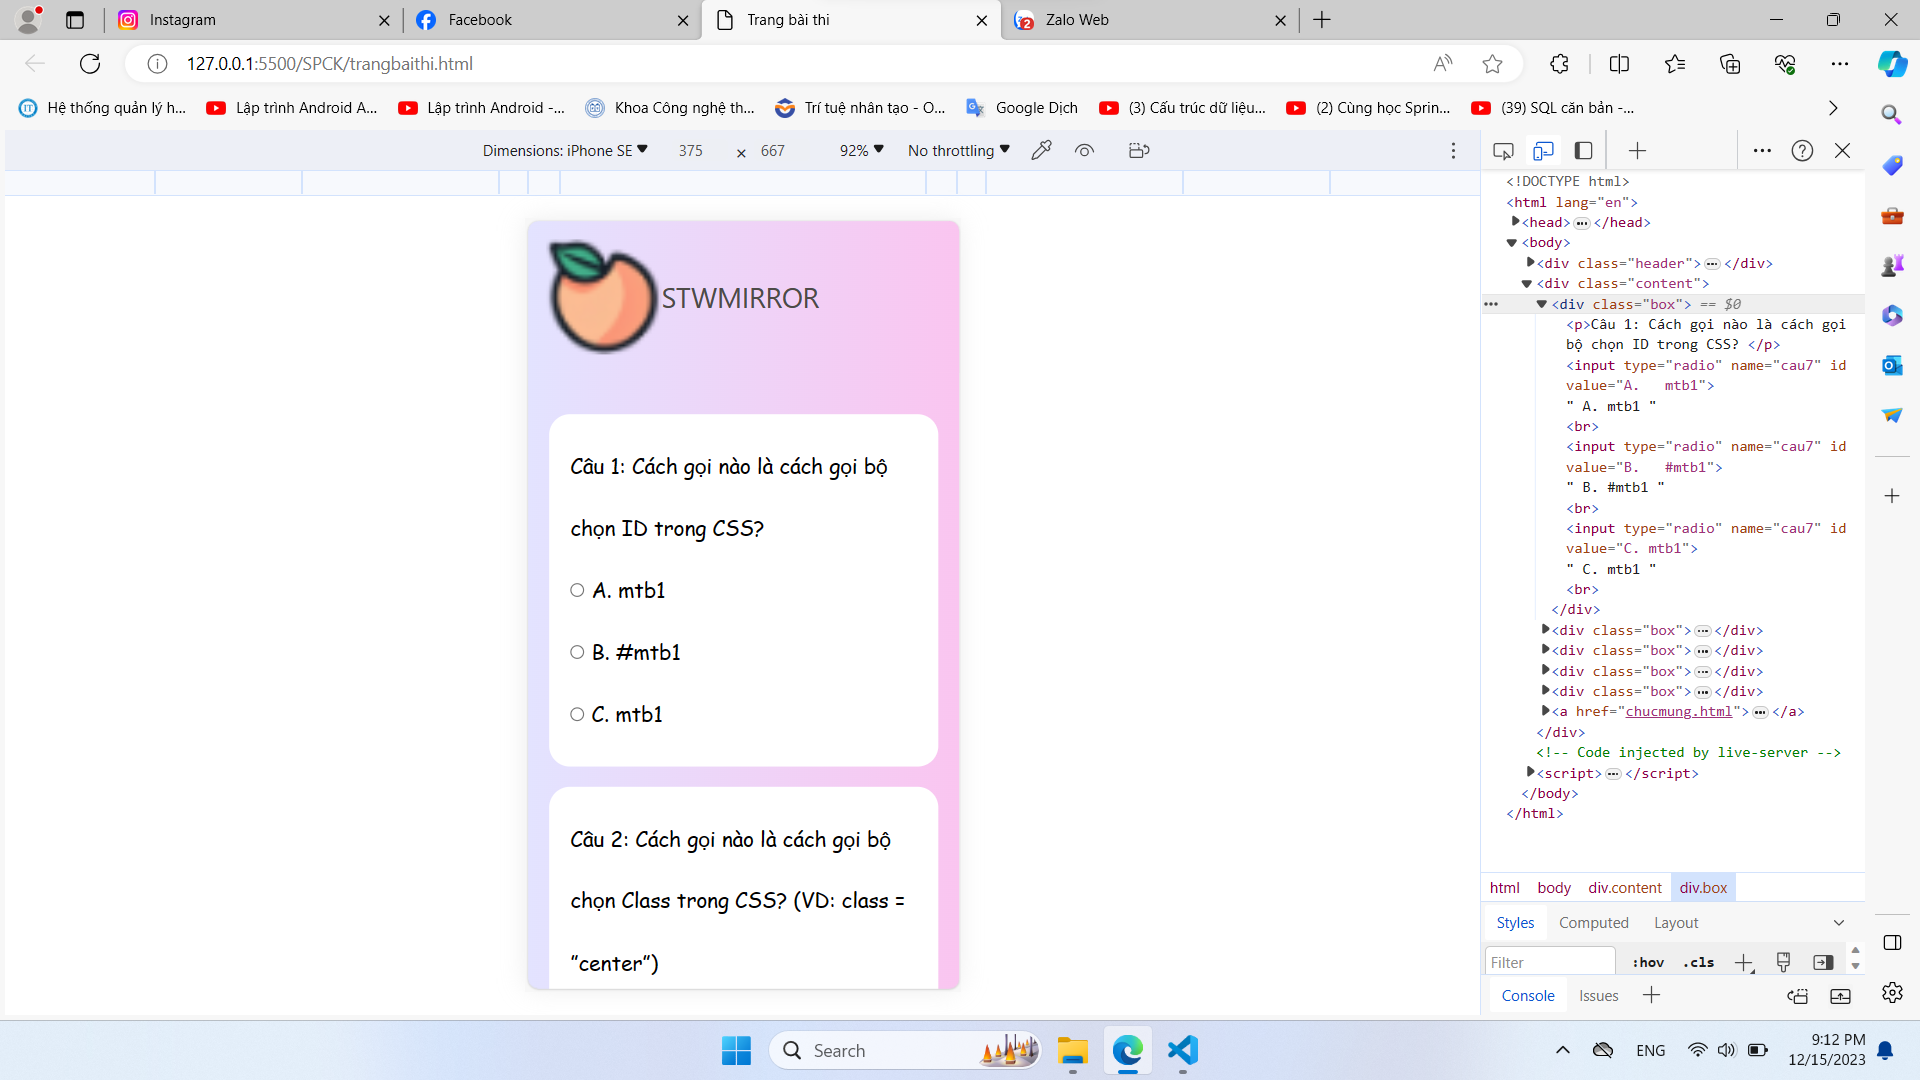 Instagram
Facebook
Trang bài thi
Zalo Web
127.0.0.1:5500/SPCK/trangbaithi.html
Hệ thống quản lý h...
Lập trình Android A...
Lập trình Android -...
Khoa Công nghệ th...
Trí tuệ nhân tạo - O...
Google Dịch
(3) Cấu trúc dữ liệu...
(2) Cùng học Sprin...
(39) SQL căn bản -...
Dimensions: iPhone SE
375
×
667
92%
No throttling
STWMIRROR
Câu 1: Cách gọi nào là cách gọi bộ
chọn ID trong CSS?
A. mtb1
B. #mtb1
C. mtb1
Câu 2: Cách gọi nào là cách gọi bộ
chọn Class trong CSS? (VD: class =
"center")
<!DOCTYPE html>
<html lang="en">
<head>…</head>
<body>
<div class="header">…</div>
<div class="content">
<div class="box"> == $0
<p>Câu 1: Cách gọi nào là cách gọi
bộ chọn ID trong CSS? </p>
<input type="radio" name="cau7" id
value="A.   mtb1">
" A. mtb1 "
<br>
<input type="radio" name="cau7" id
value="B.   #mtb1">
" B. #mtb1 "
<br>
<input type="radio" name="cau7" id
value="C. mtb1">
" C. mtb1 "
<br>
</div>
<div class="box">…</div>
<div class="box">…</div>
<div class="box">…</div>
<div class="box">…</div>
<a href="chucmung.html">…</a>
</div>
<!-- Code injected by live-server -->
<script>…</script>
</body>
</html>
html
body
div.content
div.box
Styles
Computed
Layout
Filter
:hov
.cls
Console
Issues
Search
ENG
9:12 PM
12/15/2023